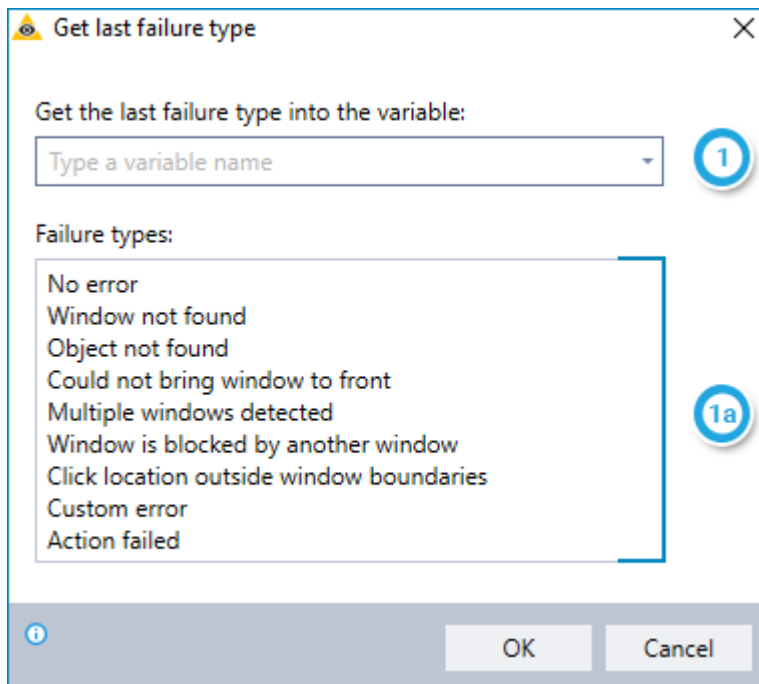 Get last failure type
Get the last failure type into the variable:
Type a variable name
1
Failure types:
No error
Window not found
Object not found
Could not bring window to front
Multiple windows detected
Window is blocked by another window
Click location outside window boundaries
Custom error
Action failed
1a
OK
Cancel